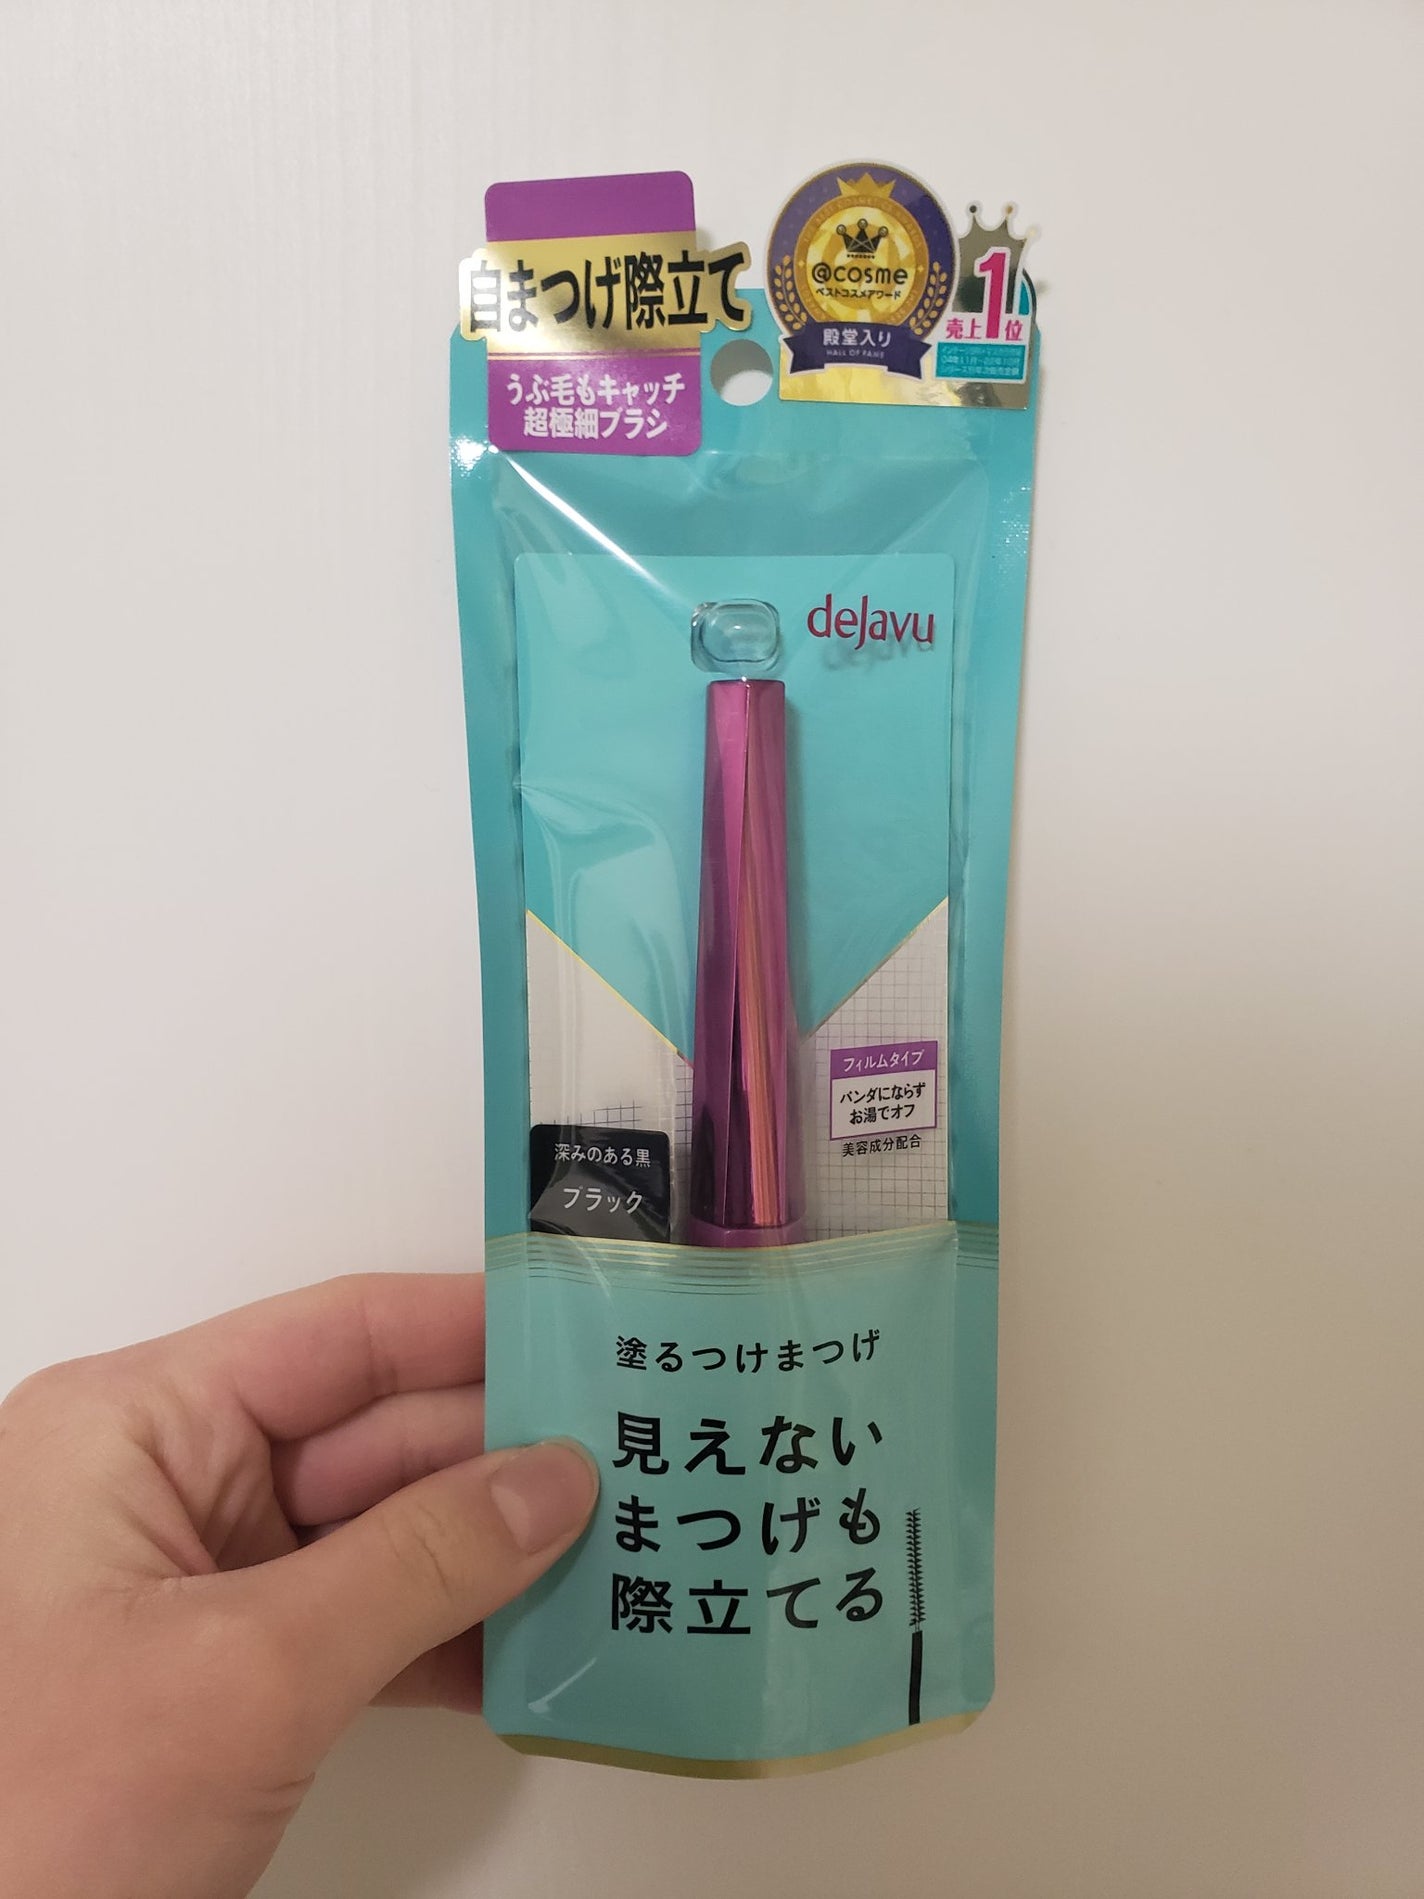 自まつげ際立て
うぶ毛もキャッチ
超極細ブラシ
@cosme
ベストコスメアワード
殿堂入り
HALL OF FAME
売上1位
dejavu
フィルムタイプ
パンダにならず
お湯でオフ
美容成分配合
深みのある黒
ブラック
塗るつけまつげ
見えない
まつげも
際立てる